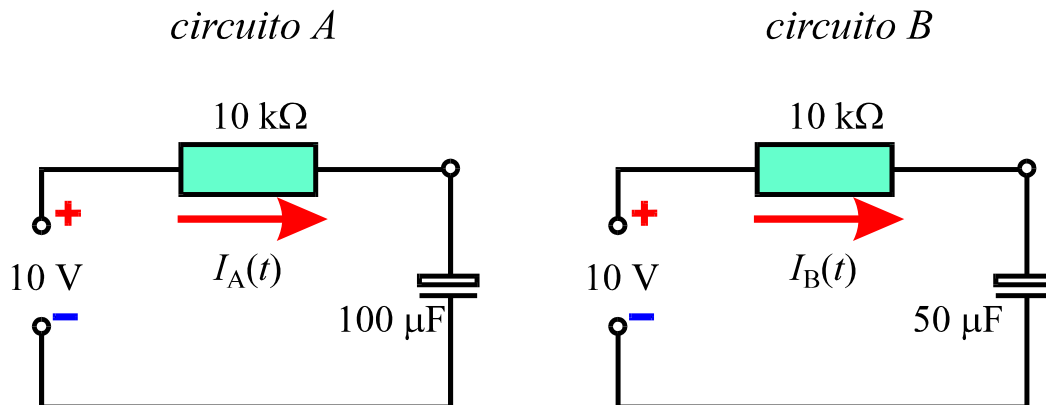 circuito A
10 kΩ
+
10 V
−
I_A(t)
100 μF
circuito B
10 kΩ
+
10 V
−
I_B(t)
50 μF